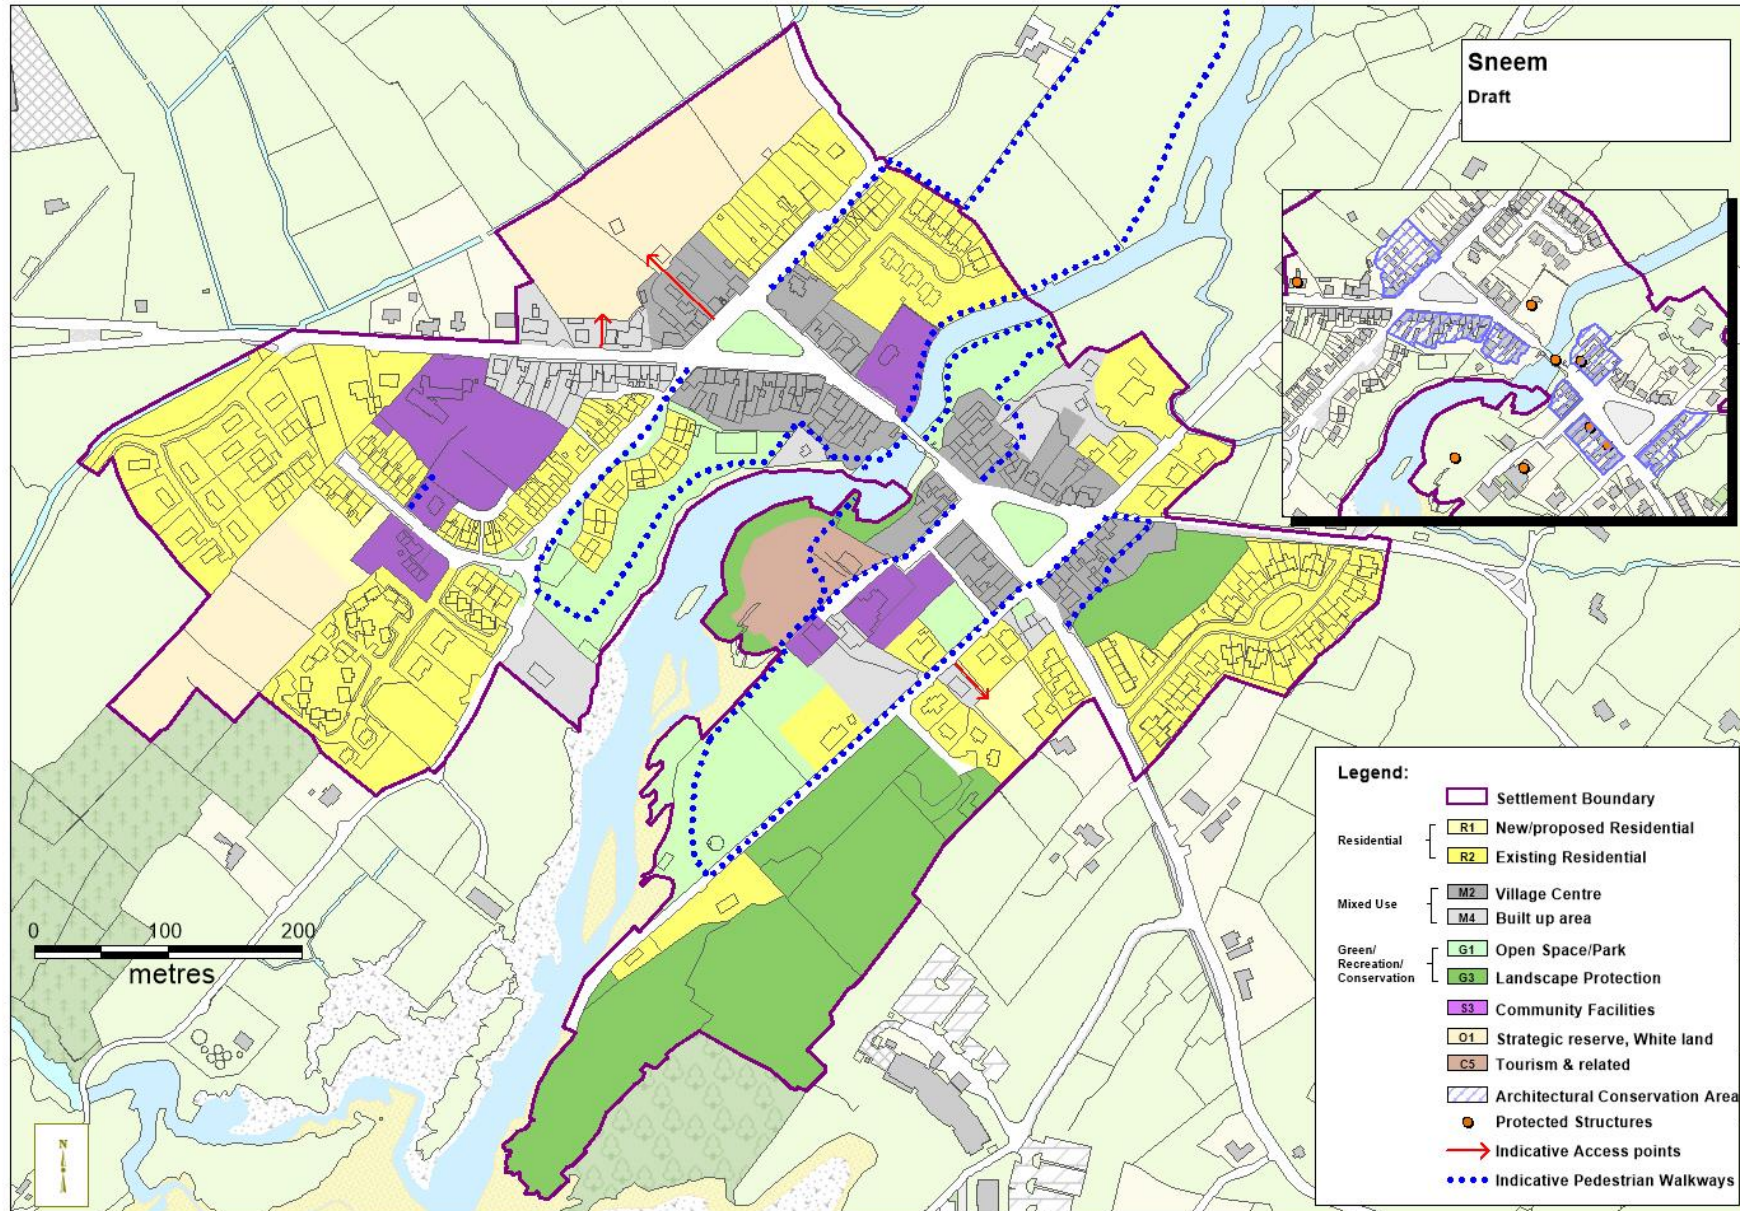 Sneem
Draft
Legend:
Settlement Boundary
Residential
R1 New/proposed Residential
R2 Existing Residential
Mixed Use
M2 Village Centre
M4 Built up area
Green/
Recreation/
Conservation
G1 Open Space/Park
G3 Landscape Protection
S3 Community Facilities
O1 Strategic reserve, White land
C5 Tourism & related
Architectural Conservation Area
Protected Structures
Indicative Access points
Indicative Pedestrian Walkways
0 100 200
metres
N